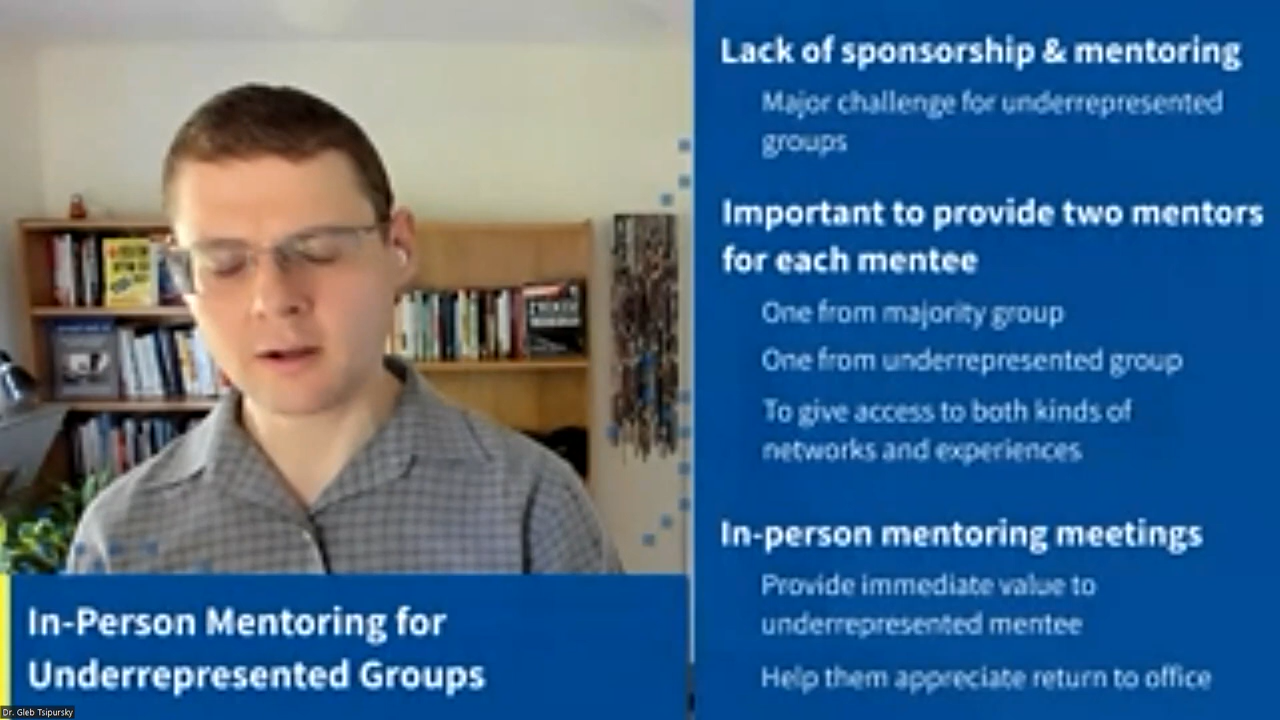 Lack of sponsorship & mentoring
Major challenge for underrepresented
groups
Important to provide two mentors
for each mentee
One from majority group
One from underrepresented group
To give access to both kinds of
networks and experiences
In-person mentoring meetings
Provide immediate value to
underrepresented mentee
Help them appreciate return to office
In-Person Mentoring for
Underrepresented Groups
Dr. Gleb Tsipursky